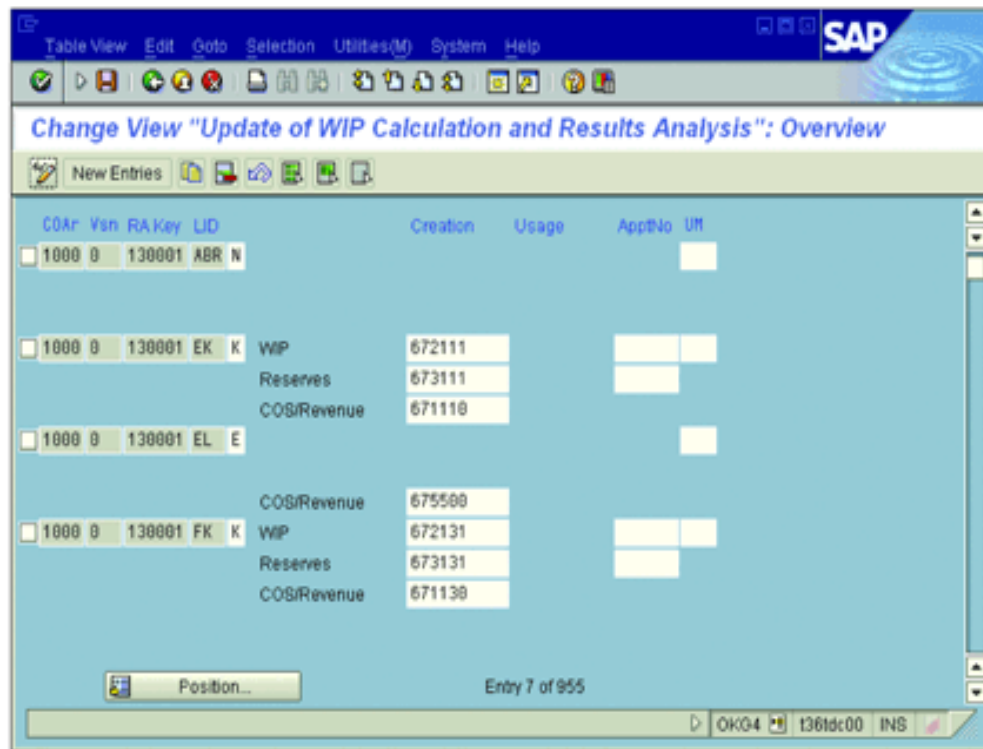 Table View Edit Goto Selection Utilities(M) System Help
SAP
Change View "Update of WIP Calculation and Results Analysis": Overview
New Entries
COAr Vsn RA Key LID Creation Usage ApptNo UM
1000 0 130001 ABR N
1000 0 130001 EK K WIP 672111
Reserves 673111
COS/Revenue 671110
1000 0 130001 EL E
COS/Revenue 675500
1000 0 130001 FK K WIP 672131
Reserves 673131
COS/Revenue 671130
Position... Entry 7 of 955
OKG4 t36tdc00 INS